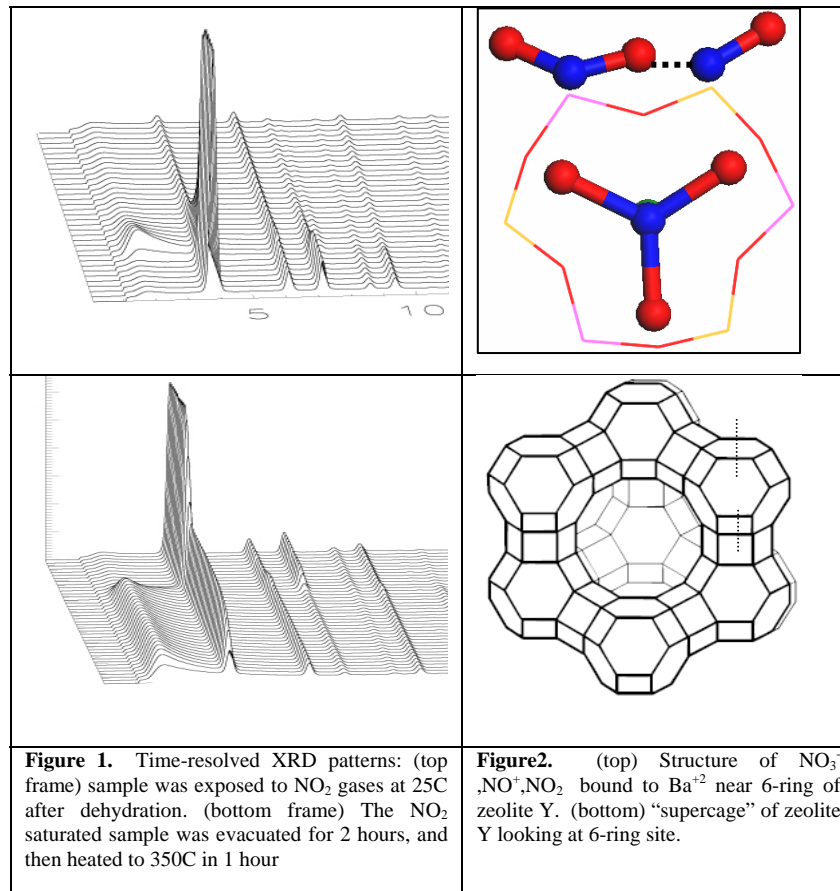 5
10
Figure 1. Time-resolved XRD patterns: (top
frame) sample was exposed to NO2 gases at 25C
after dehydration. (bottom frame) The NO2
saturated sample was evacuated for 2 hours, and
then heated to 350C in 1 hour
Figure2. (top) Structure of NO3-
,NO+,NO2 bound to Ba+2 near 6-ring of
zeolite Y. (bottom) “supercage” of zeolite
Y looking at 6-ring site.